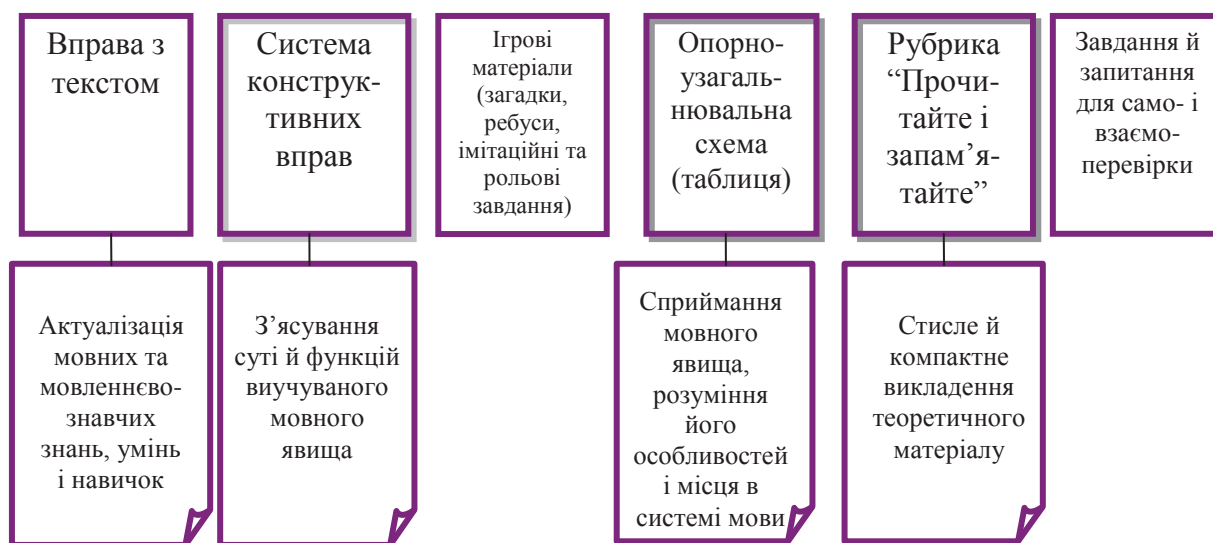 Вправа з
текстом
Система
конструк-
тивних
вправ
Ігрові
матеріали
(загадки,
ребуси,
імітаційні та
рольові
завдання)
Опорно-
узагаль-
нювальна
схема
(таблиця)
Рубрика
“Прочи-
тайте і
запам’я-
тайте”
Завдання й
запитання
для само- і
взаємо-
перевірки
Актуалізація
мовних та
мовленнєво-
знавчих
знань, умінь
і навичок
З’ясування
суті й функцій
виучуваного
мовного
явища
Сприймання
мовного
явища,
розуміння
його
особливостей
і місця в
системі мови
Стисле й
компактне
викладення
теоретичного
матеріалу